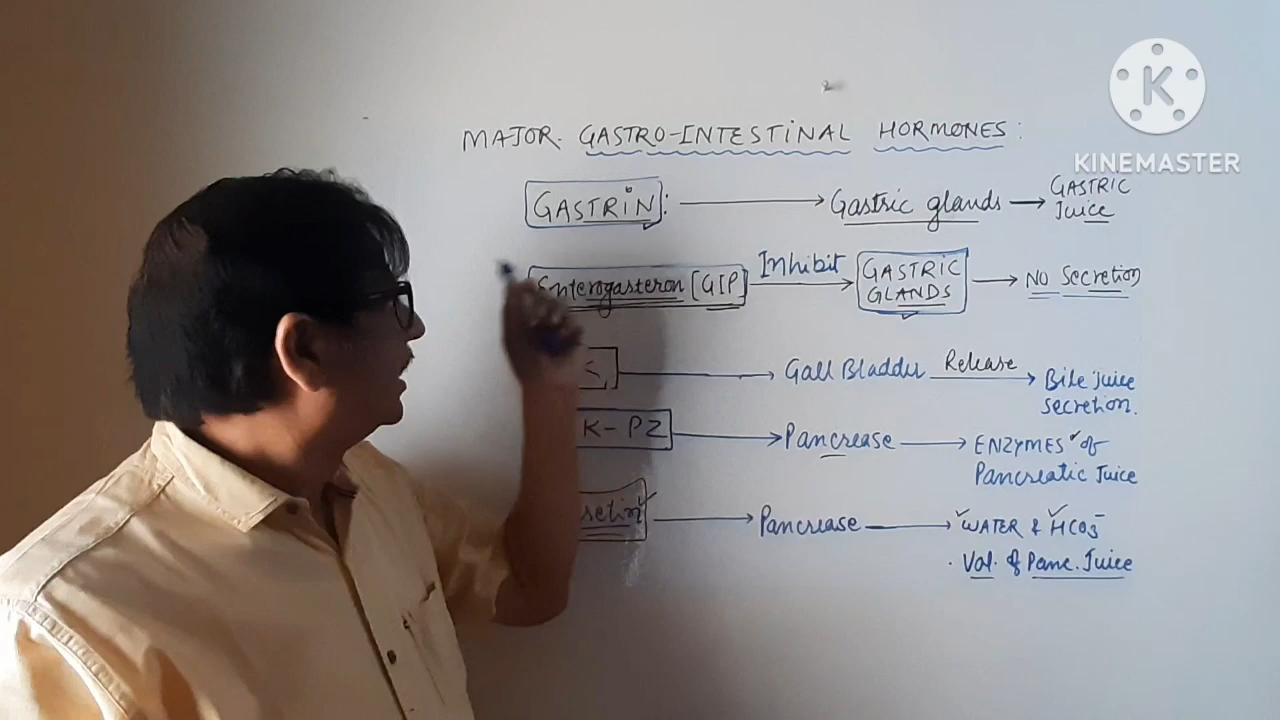 K
KINEMASTER
MAJOR. GASTRO-INTESTINAL HORMONES:
GASTRIN: Gastric glands GASTRIC
Juice
Enterogasteron [GIP] Inhibit GASTRIC
GLANDS NO Secretion
Gall Bladder Release Bile juice
secretion.
K-PZ Pancrease ENZYMES of
Pancreatic Juice
Pancrease WATER & HCO3-
. Vol. of Panc. Juice